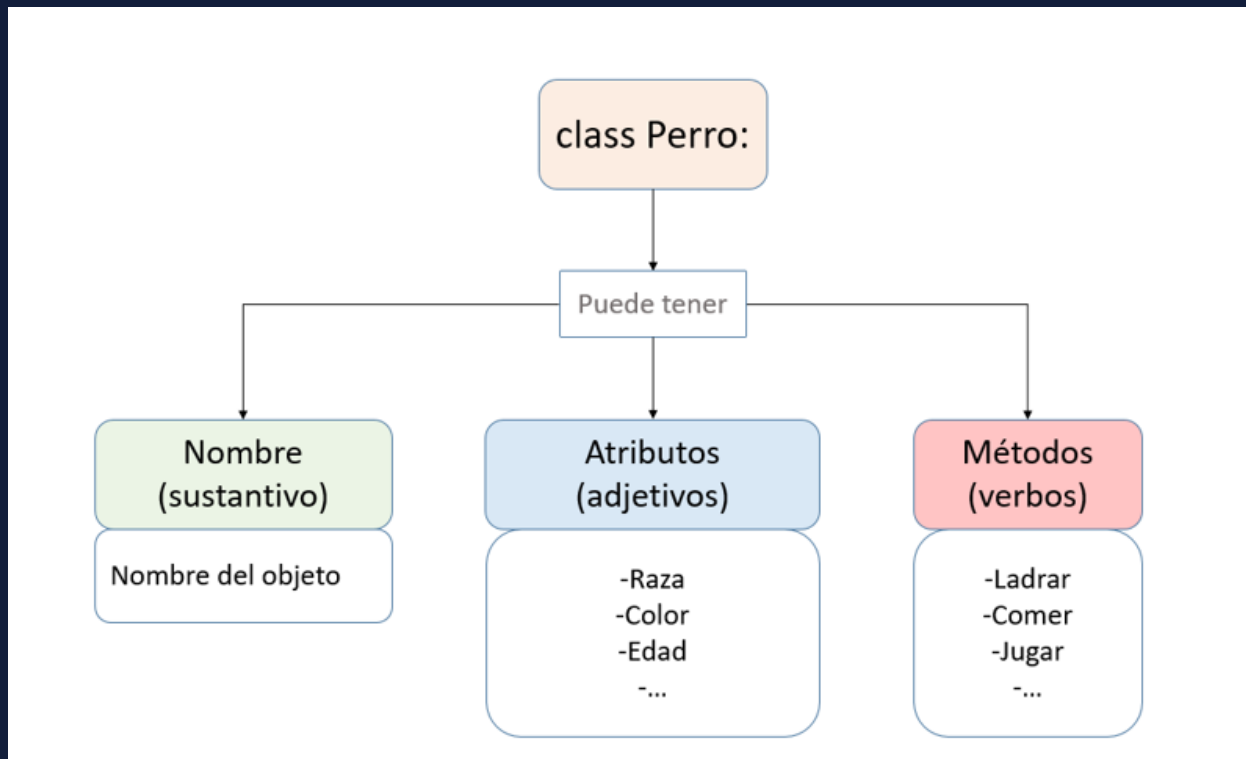 class Perro:
Puede tener
Nombre
(sustantivo)
Nombre del objeto
Atributos
(adjetivos)
-Raza
-Color
-Edad
-...
Métodos
(verbos)
-Ladrar
-Comer
-Jugar
-...